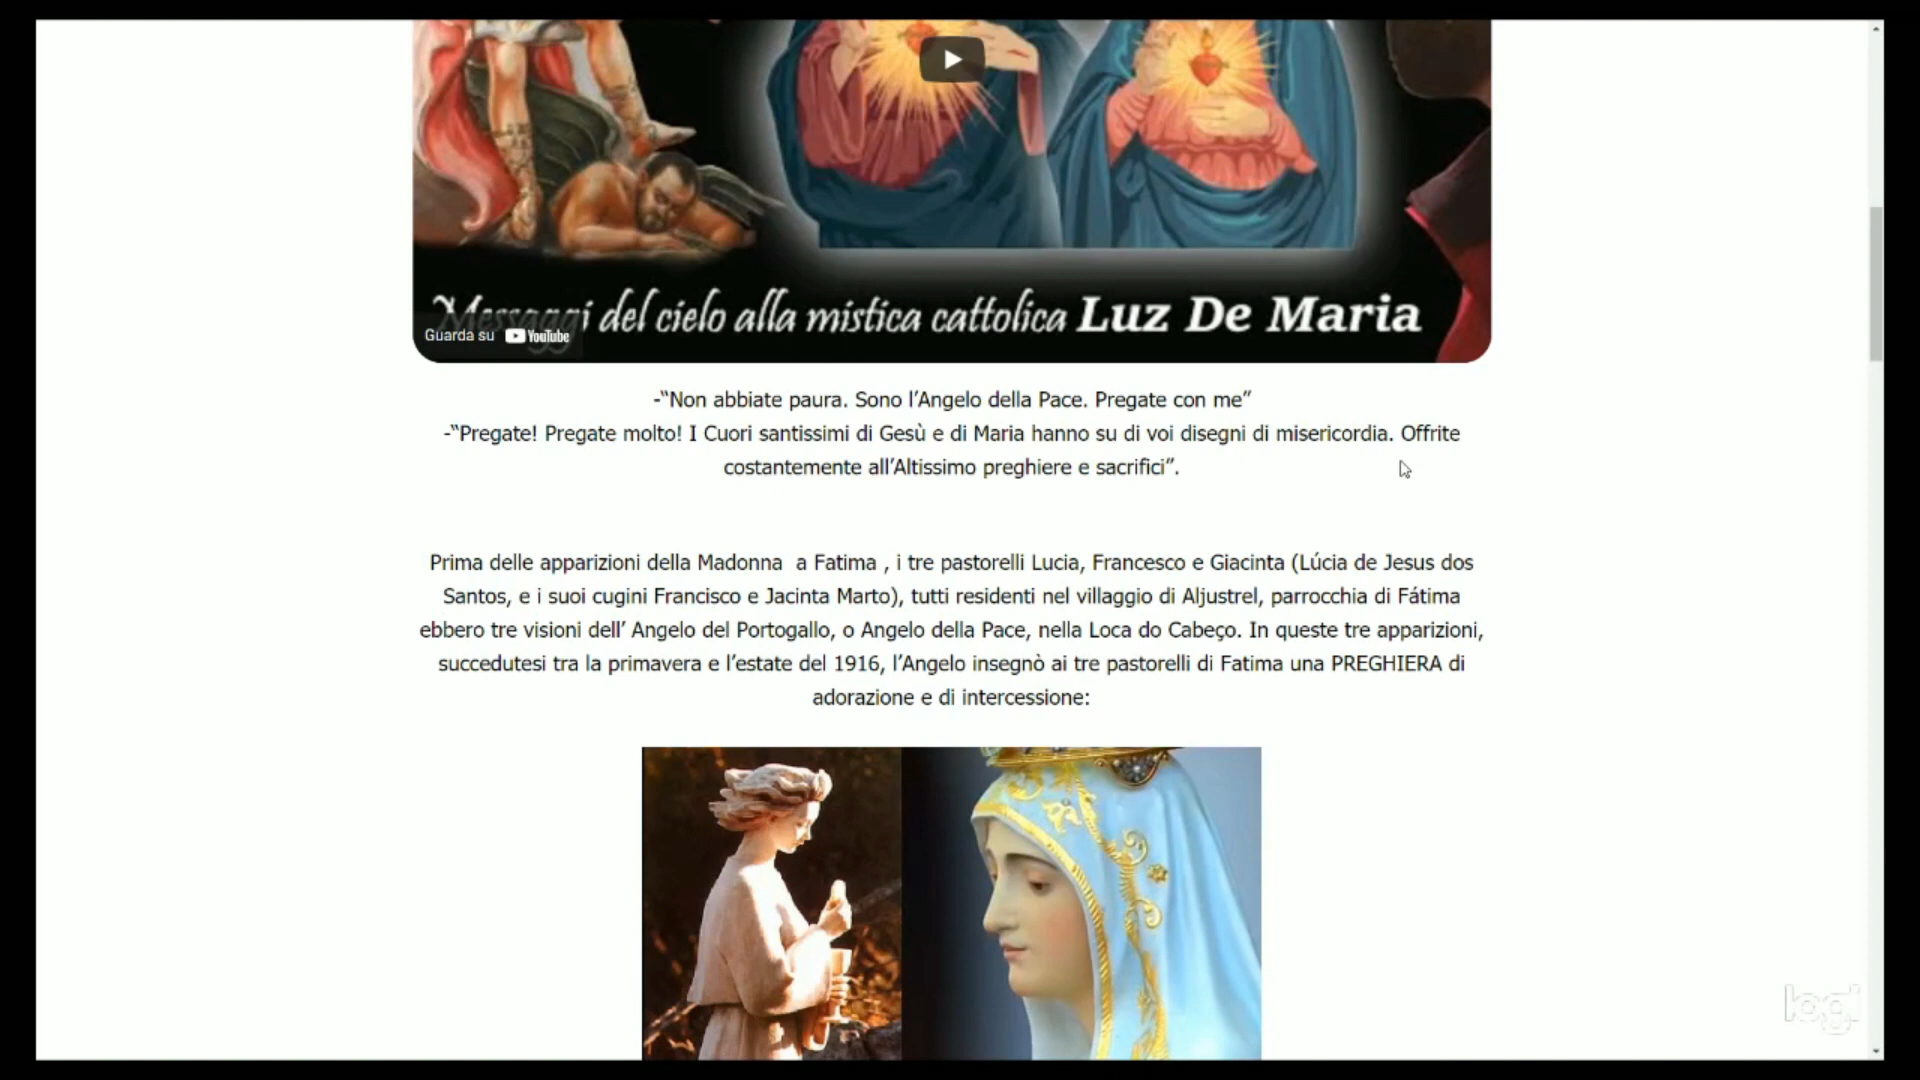 Messaggi del cielo alla mistica cattolica Luz De Maria
Guarda su YouTube
-“Non abbiate paura. Sono l’Angelo della Pace. Pregate con me”
-“Pregate! Pregate molto! I Cuori santissimi di Gesù e di Maria hanno su di voi disegni di misericordia. Offrite
costantemente all’Altissimo preghiere e sacrifici”.
Prima delle apparizioni della Madonna  a Fatima , i tre pastorelli Lucia, Francesco e Giacinta (Lúcia de Jesus dos
Santos, e i suoi cugini Francisco e Jacinta Marto), tutti residenti nel villaggio di Aljustrel, parrocchia di Fátima
ebbero tre visioni dell’ Angelo del Portogallo, o Angelo della Pace, nella Loca do Cabeço. In queste tre apparizioni,
succedutesi tra la primavera e l’estate del 1916, l’Angelo insegnò ai tre pastorelli di Fatima una PREGHIERA di
adorazione e di intercessione:
logi